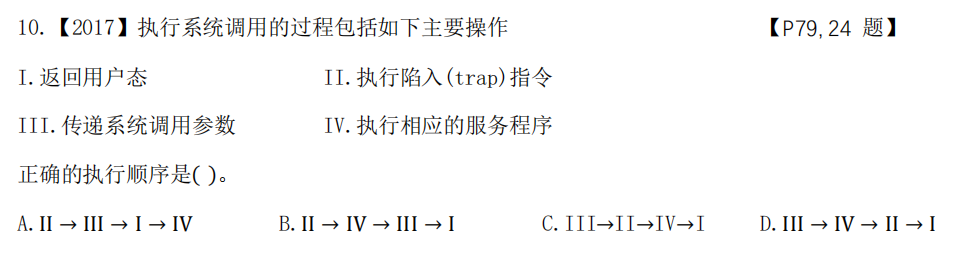 10.【2017】执行系统调用的过程包括如下主要操作 【P79,24 题】
I.返回用户态 II.执行陷入(trap)指令
III.传递系统调用参数 IV.执行相应的服务程序
正确的执行顺序是( )。
A.II→III→I→IV B.II→IV→III→I C.III→II→IV→I D.III→IV→II→I